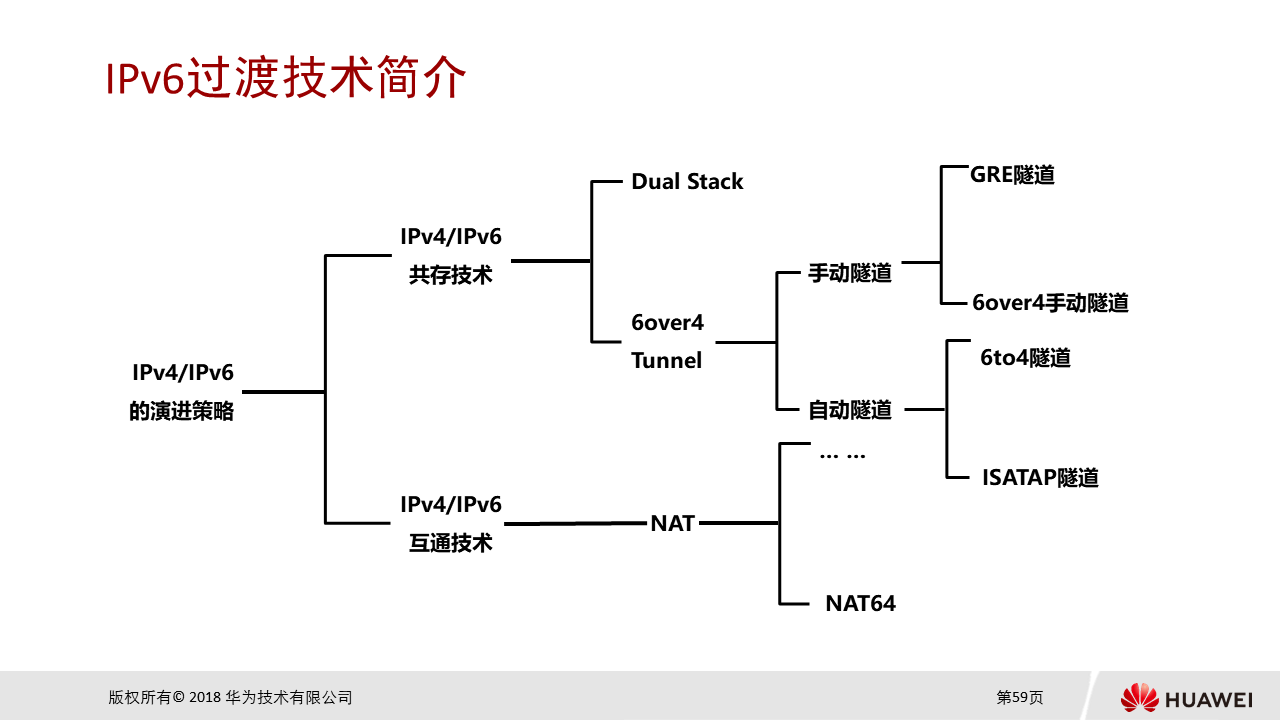 IPv6过渡技术简介
IPv4/IPv6
的演进策略
IPv4/IPv6
共存技术
Dual Stack
6over4
Tunnel
手动隧道
GRE隧道
6over4手动隧道
自动隧道
6to4隧道
ISATAP隧道
IPv4/IPv6
互通技术
NAT
... ...
NAT64
版权所有© 2018 华为技术有限公司
第59页
HUAWEI